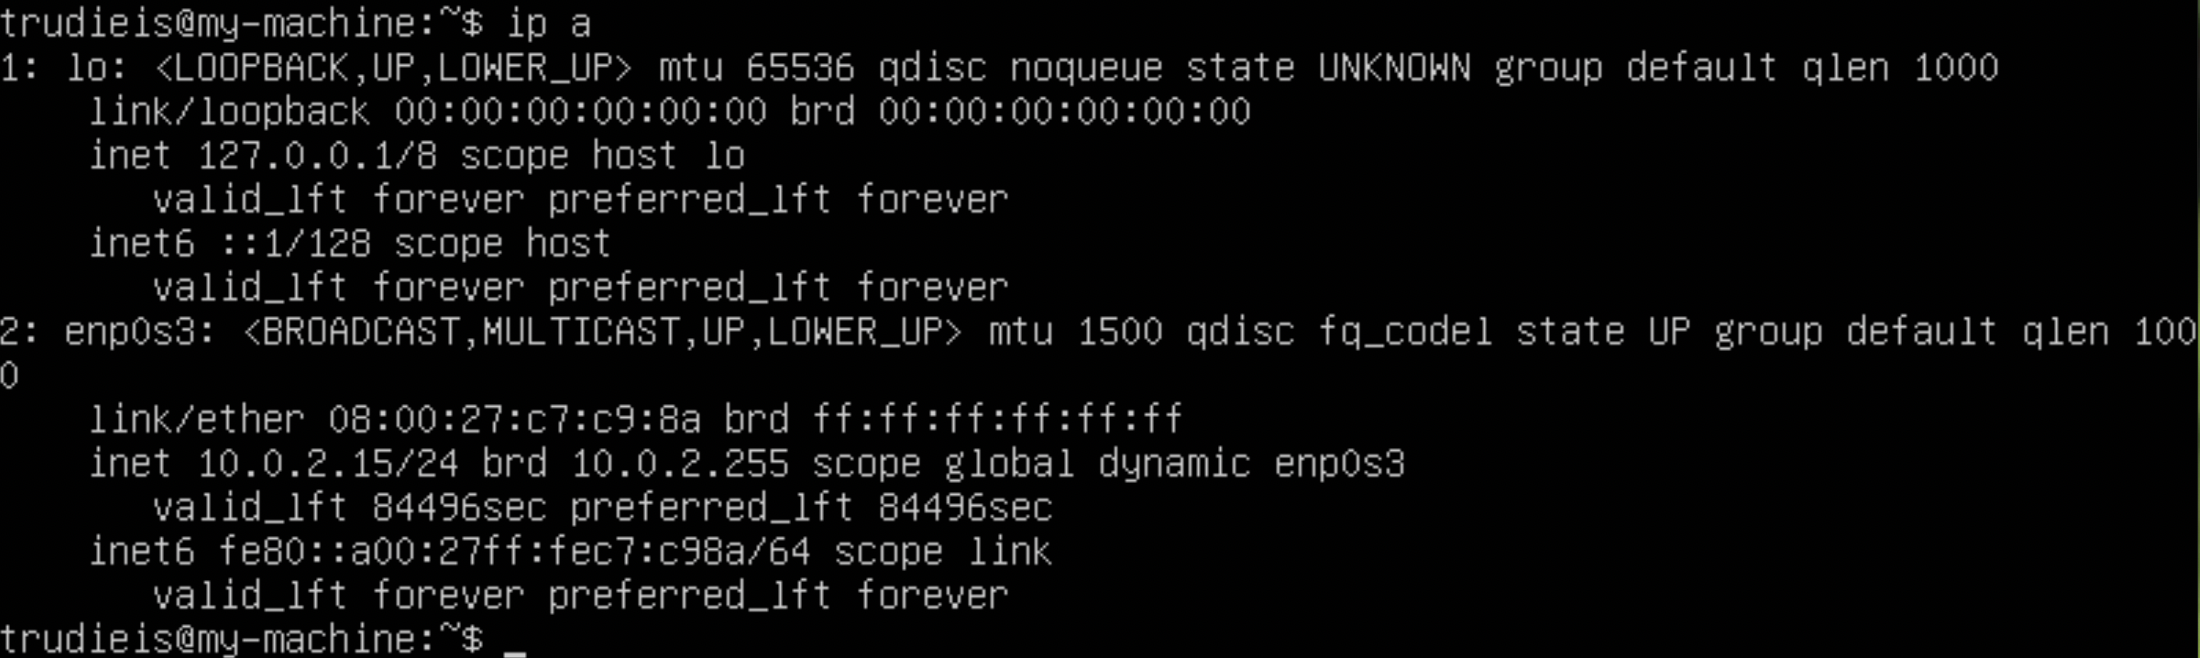 trudieis@my-machine:~$ ip a
1: lo: <LOOPBACK,UP,LOWER_UP> mtu 65536 qdisc noqueue state UNKNOWN group default qlen 1000
    link/loopback 00:00:00:00:00:00 brd 00:00:00:00:00:00
    inet 127.0.0.1/8 scope host lo
       valid_lft forever preferred_lft forever
    inet6 ::1/128 scope host
       valid_lft forever preferred_lft forever
2: enp0s3: <BROADCAST,MULTICAST,UP,LOWER_UP> mtu 1500 qdisc fq_codel state UP group default qlen 100
0
    link/ether 08:00:27:c7:c9:8a brd ff:ff:ff:ff:ff:ff
    inet 10.0.2.15/24 brd 10.0.2.255 scope global dynamic enp0s3
       valid_lft 84496sec preferred_lft 84496sec
    inet6 fe80::a00:27ff:fec7:c98a/64 scope link
       valid_lft forever preferred_lft forever
trudieis@my-machine:~$ _